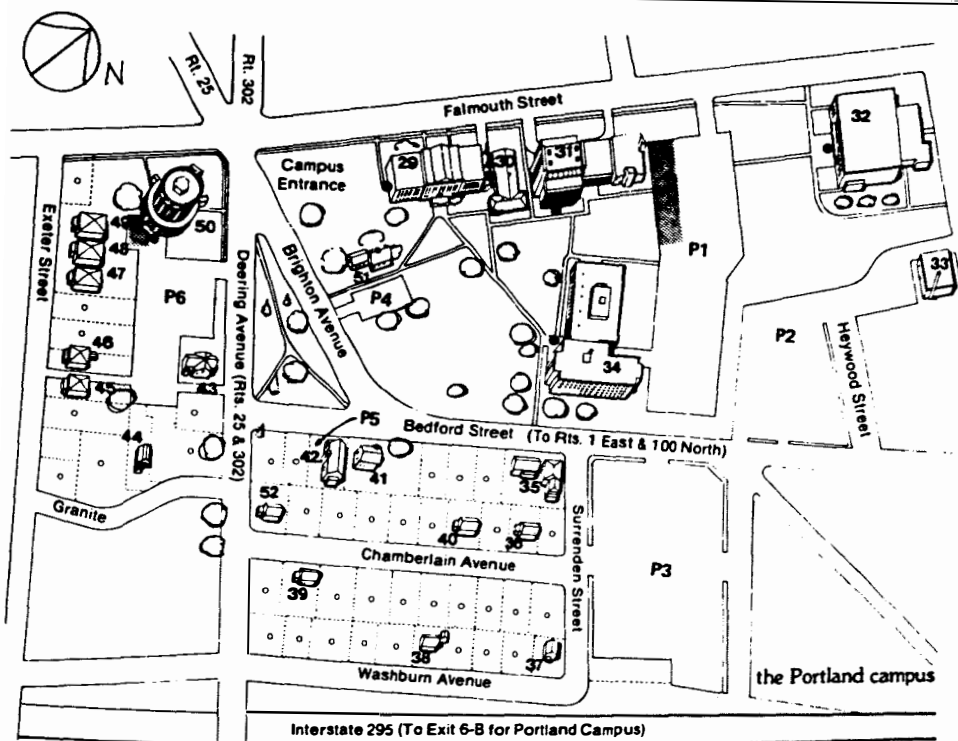 N
Rt. 25
Rt. 302
Falmouth Street
32
29
30
31
Campus
Entrance
49
50
48
47
Exeter Street
51
P1
33
P6
Deering Avenue (Rts. 25 & 302)
Brighton Avenue
P4
P2
Heywood Street
46
45
43
34
44
P5
Bedford Street (To Rts. 1 East & 100 North)
42
41
35
52
Granite
40
36
Surrenden Street
Chamberlain Avenue
P3
39
38
37
Washburn Avenue
the Portland campus
Interstate 295 (To Exit 6-B for Portland Campus)